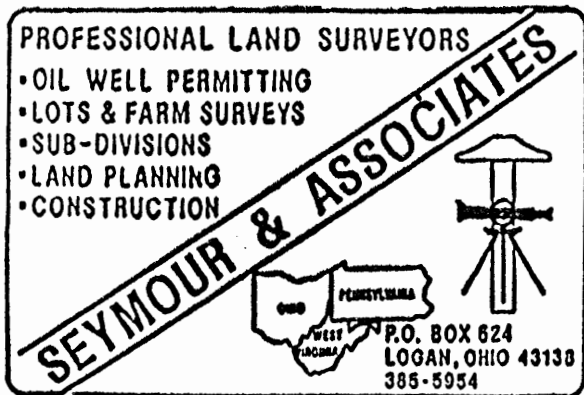 PROFESSIONAL LAND SURVEYORS
•OIL WELL PERMITTING
•LOTS & FARM SURVEYS
•SUB-DIVISIONS
•LAND PLANNING
•CONSTRUCTION
SEYMOUR & ASSOCIATES
OHIO
PENNSYLVANIA
WEST
VIRGINIA
P.O. BOX 624
LOGAN, OHIO 43138
385-5954